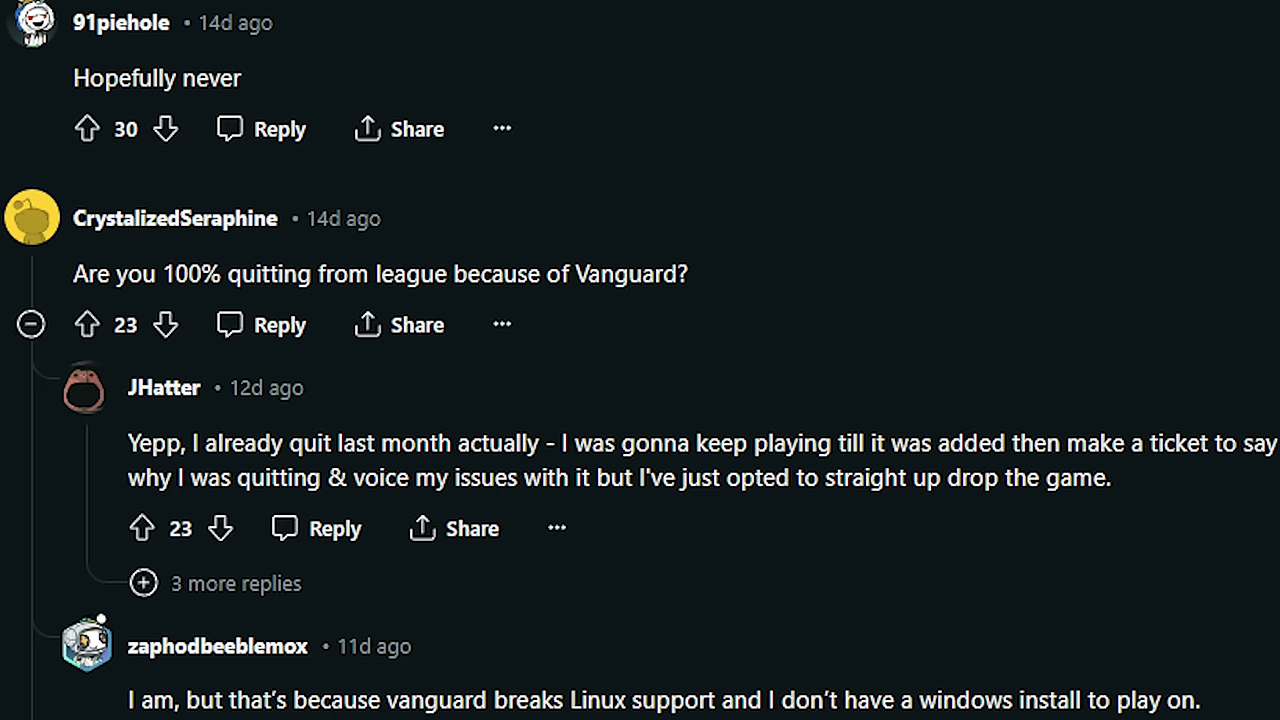 91piehole • 14d ago
Hopefully never
30 Reply Share ...
CrystalizedSeraphine • 14d ago
Are you 100% quitting from league because of Vanguard?
23 Reply Share ...
JHatter • 12d ago
Yepp, I already quit last month actually - I was gonna keep playing till it was added then make a ticket to say
why I was quitting & voice my issues with it but I've just opted to straight up drop the game.
23 Reply Share ...
3 more replies
zaphodbeeblemox • 11d ago
I am, but that’s because vanguard breaks Linux support and I don’t have a windows install to play on.